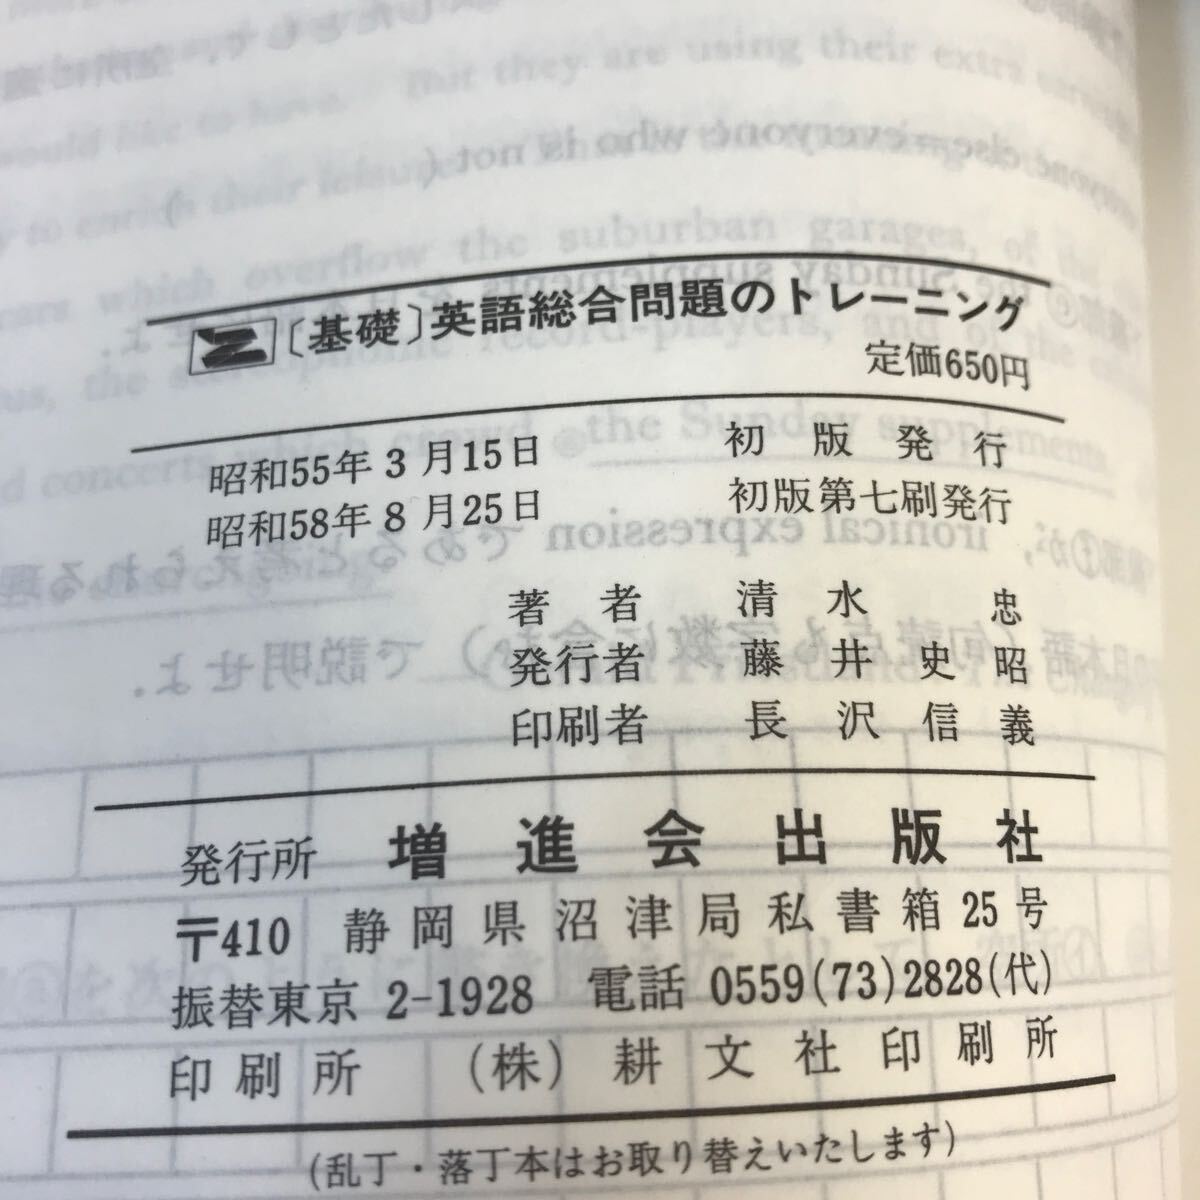 Z 〔基礎〕英語総合問題のトレーニング
定価650円
昭和55年3月15日 初版発行
昭和58年8月25日 初版第七刷発行
著者 清水忠
発行者 藤井史昭
印刷者 長沢信義
発行所 増進会出版社
〒410 静岡県沼津局私書箱25号
振替東京 2-1928 電話 0559(73)2828(代)
印刷所 (株)耕文社印刷所
(乱丁・落丁本はお取り替えいたします)